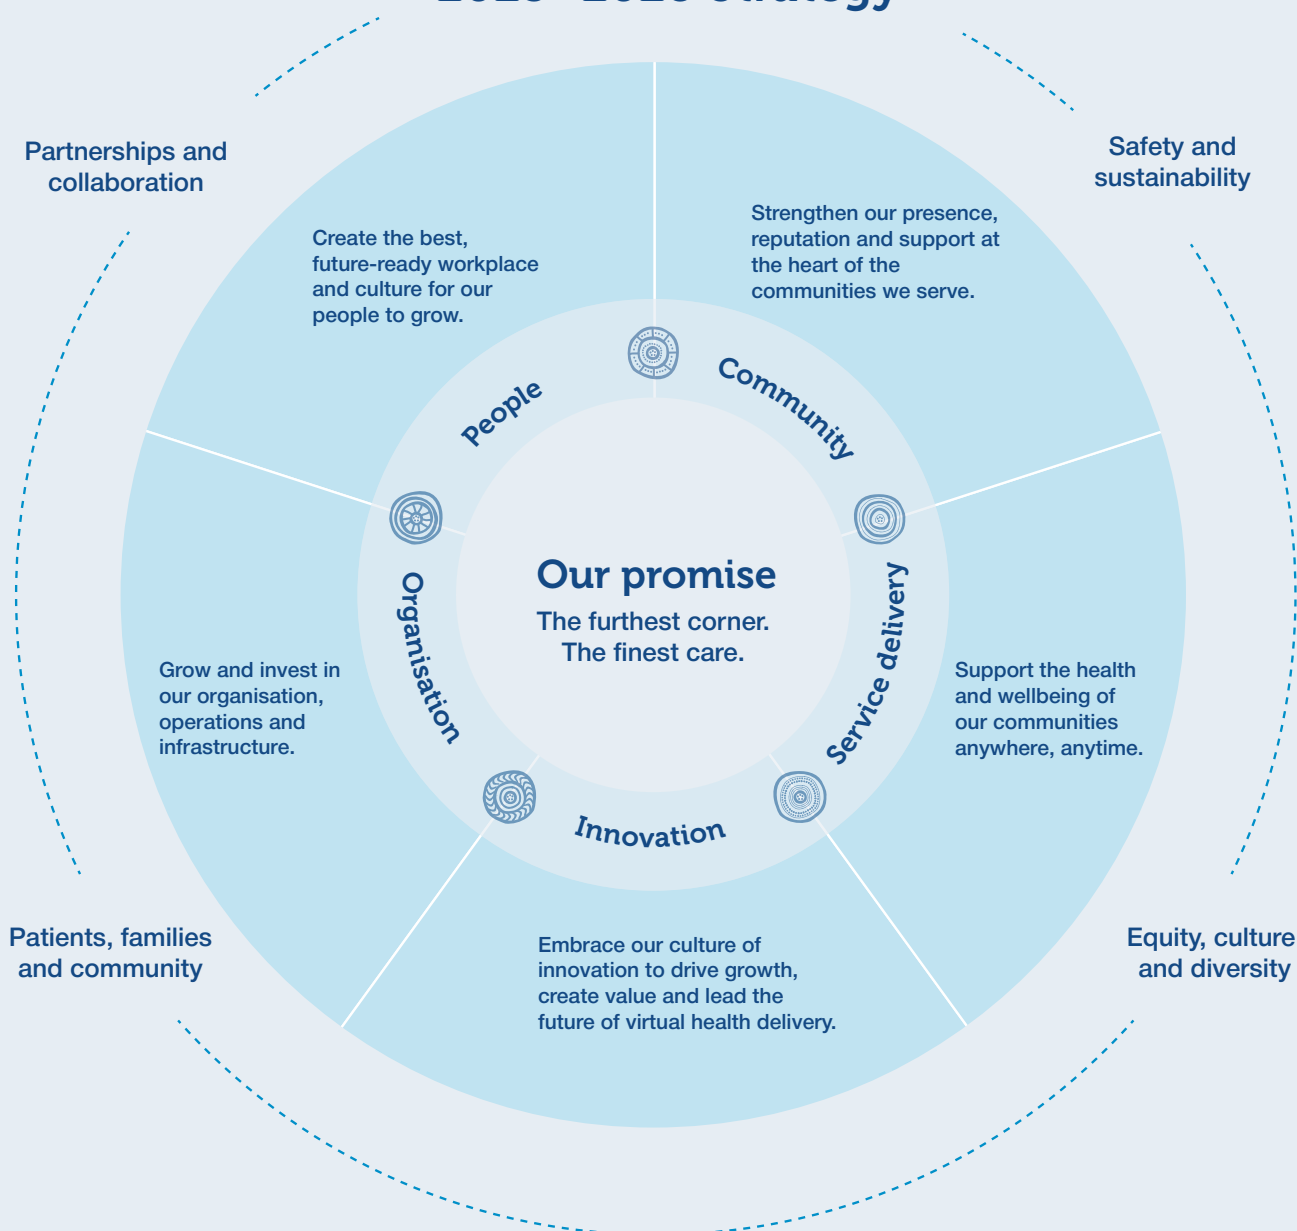 Strategy
Partnerships and
collaboration
Safety and
sustainability
Create the best,
future-ready workplace
and culture for our
people to grow.
Strengthen our presence,
reputation and support at
the heart of the
communities we serve.
People
Community
Our promise
The furthest corner.
The finest care.
Organisation
Service delivery
Grow and invest in
our organisation,
operations and
infrastructure.
Support the health
and wellbeing of
our communities
anywhere, anytime.
Innovation
Patients, families
and community
Embrace our culture of
innovation to drive growth,
create value and lead the
future of virtual health delivery.
Equity, culture
and diversity